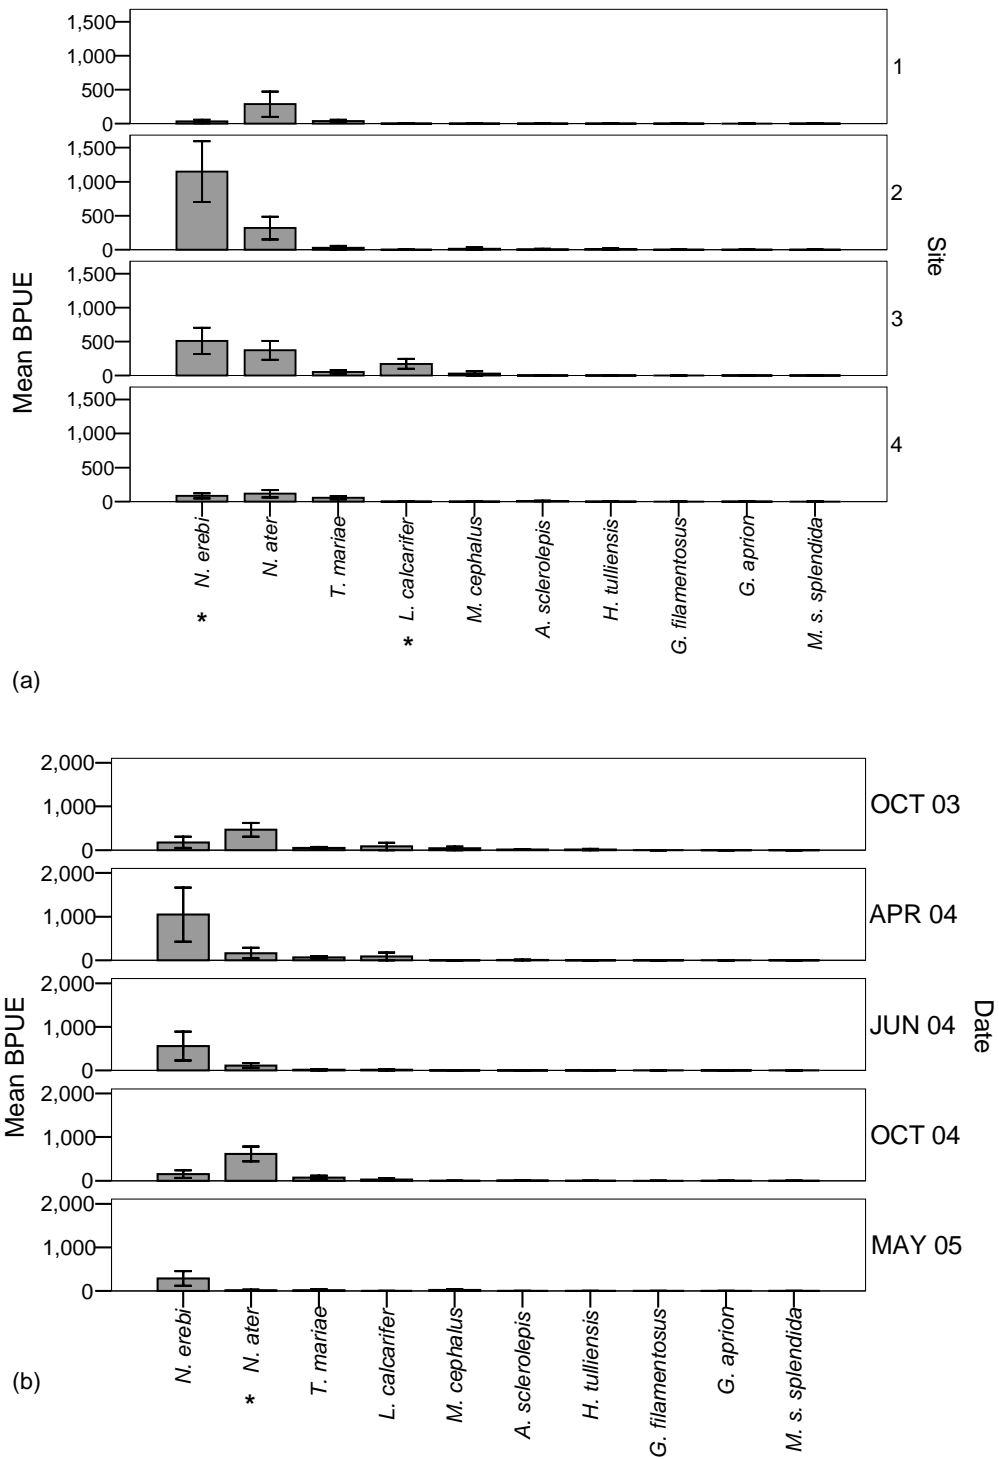 1,500
1,000
500
0
1
1,500
1,000
500
0
2
1,500
1,000
500
0
3
1,500
1,000
500
0
4
Mean BPUE
Site
* N. erebi
N. ater
T. mariae
* L. calcarifer
M. cephalus
A. sclerolepis
H. tulliensis
G. filamentosus
G. aprion
M. s. splendida
(a)
2,000
1,000
0
OCT 03
2,000
1,000
0
APR 04
2,000
1,000
0
JUN 04
2,000
1,000
0
OCT 04
2,000
1,000
0
MAY 05
Mean BPUE
Date
N. erebi
* N. ater
T. mariae
L. calcarifer
M. cephalus
A. sclerolepis
H. tulliensis
G. filamentosus
G. aprion
M. s. splendida
(b)